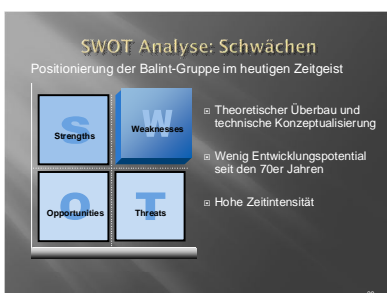 SWOT Analyse: Schwächen
Positionierung der Balint-Gruppe im heutigen Zeitgeist
S
Strengths
W
Weaknesses
O
Opportunities
T
Threats
Theoretischer Überbau und
technische Konzeptualisierung
Wenig Entwicklungspotential
seit den 70er Jahren
Hohe Zeitintensität